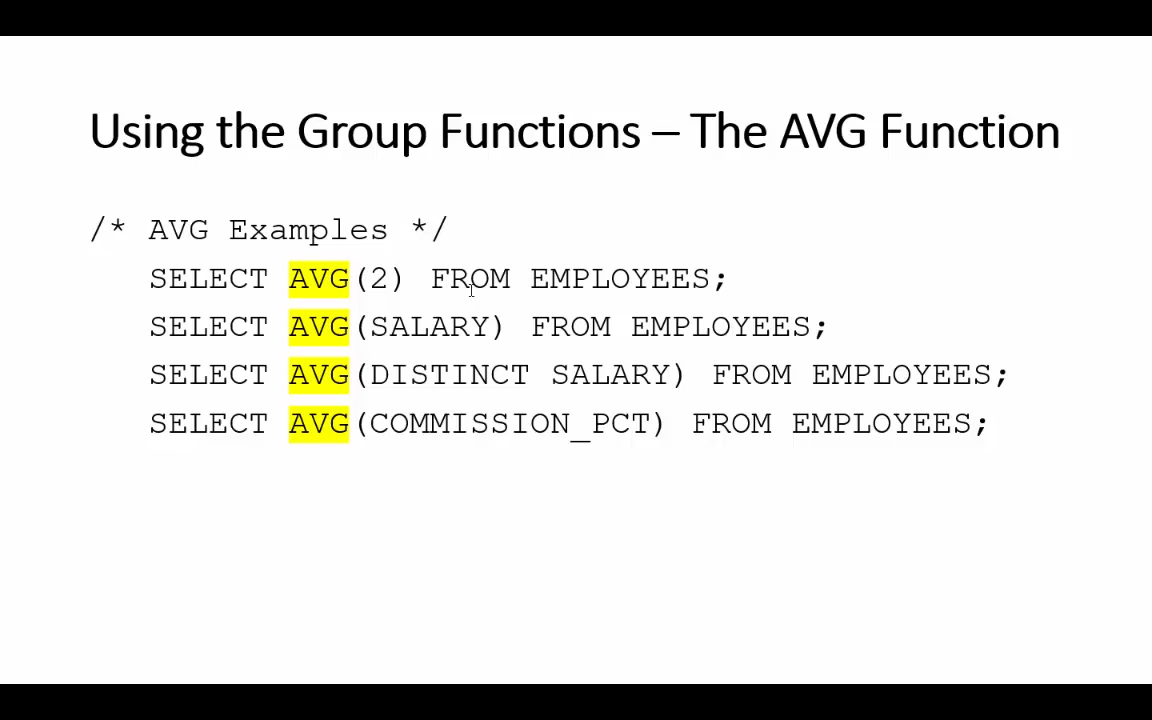 Using the Group Functions – The AVG Function
/* AVG Examples */
SELECT AVG(2) FROM EMPLOYEES;
SELECT AVG(SALARY) FROM EMPLOYEES;
SELECT AVG(DISTINCT SALARY) FROM EMPLOYEES;
SELECT AVG(COMMISSION_PCT) FROM EMPLOYEES;